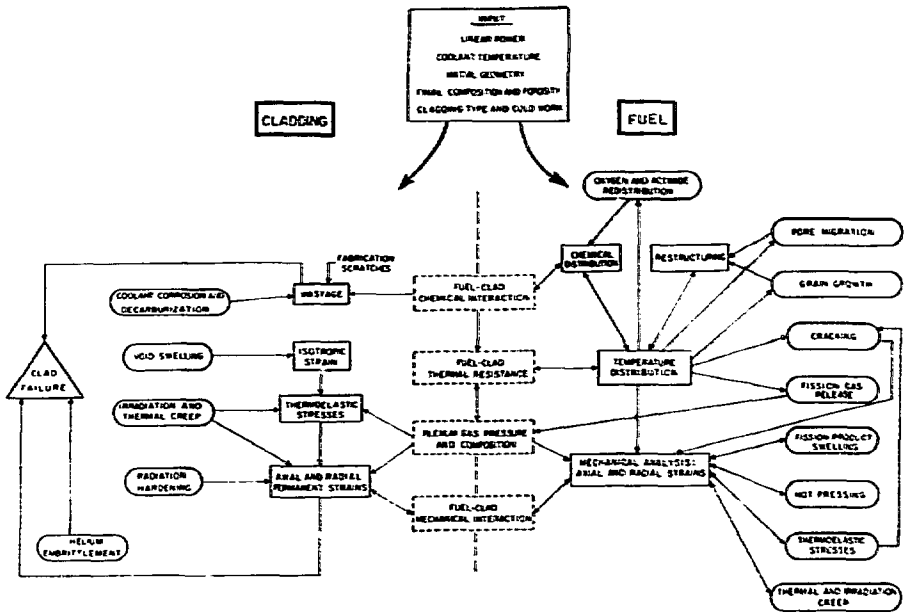 INPUT
LINEAR POWER
COOLANT TEMPERATURE
INITIAL GEOMETRY
FINAL COMPOSITION AND POROSITY
CLADDING TYPE AND COLD WORK
CLADDING
FUEL
OXYGEN AND ACTINIDE
REDISTRIBUTION
PORE MIGRATION
CHEMICAL
DISTRIBUTION
RESTRUCTURING
FABRICATION
SCRATCHES
GRAIN GROWTH
COOLANT CORROSION AND
DECARBURIZATION
WASTAGE
FUEL-CLAD
CHEMICAL INTERACTION
CRACKING
VOID SWELLING
ISOTROPIC
STRAIN
FUEL-CLAD
THERMAL RESISTANCE
TEMPERATURE
DISTRIBUTION
CLAD
FAILURE
FISSION GAS
RELEASE
IRRADIATION AND
THERMAL CREEP
THERMOELASTIC
STRESSES
PLENUM GAS PRESSURE
AND COMPOSITION
FISSION PRODUCT
SWELLING
RADIATION
HARDENING
AXIAL AND RADIAL
PERMANENT STRAINS
MECHANICAL ANALYSIS:
AXIAL AND RADIAL STRAINS
HOT PRESSING
FUEL-CLAD
MECHANICAL INTERACTION
HELIUM
EMBRITTLEMENT
THERMOELASTIC
STRESSES
THERMAL AND IRRADIATION
CREEP